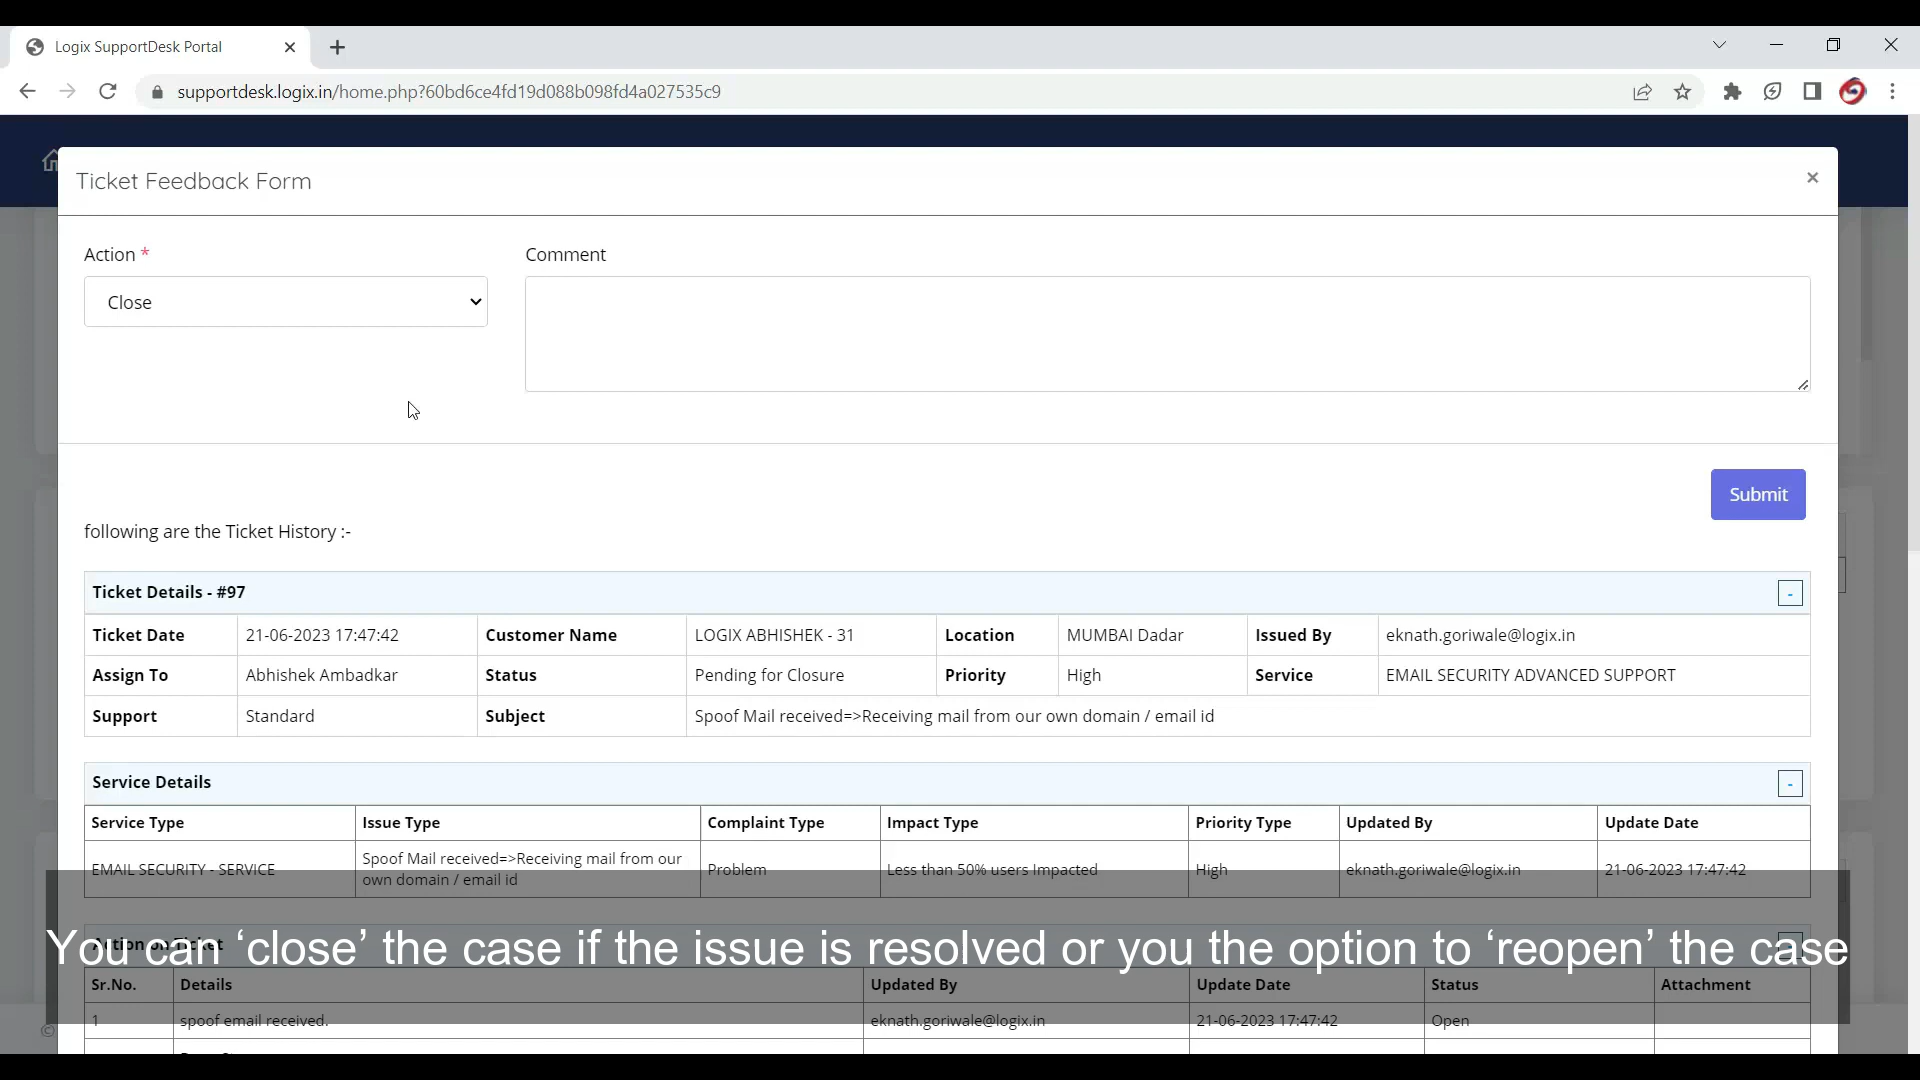 Logix SupportDesk Portal
supportdesk.logix.in/home.php?60bd6ce4fd19d088b098fd4a027535c9
Ticket Feedback Form
Action *
Comment
Close
Submit
following are the Ticket History :-
Ticket Details - #97
-
Ticket Date 21-06-2023 17:47:42 Customer Name LOGIX ABHISHEK - 31 Location MUMBAI Dadar Issued By eknath.goriwale@logix.in
Assign To Abhishek Ambadkar Status Pending for Closure Priority High Service EMAIL SECURITY ADVANCED SUPPORT
Support Standard Subject Spoof Mail received=>Receiving mail from our own domain / email id
Service Details
-
Service Type Issue Type Complaint Type Impact Type Priority Type Updated By Update Date
EMAIL SECURITY - SERVICE Spoof Mail received=>Receiving mail from our Problem Less than 50% users Impacted High eknath.goriwale@logix.in 21-06-2023 17:47:42
own domain / email id
Action on Ticket
You can ‘close’ the case if the issue is resolved or you the option to ‘reopen’ the case
Sr.No. Details Updated By Update Date Status Attachment
1 spoof email received. eknath.goriwale@logix.in 21-06-2023 17:47:42 Open
©